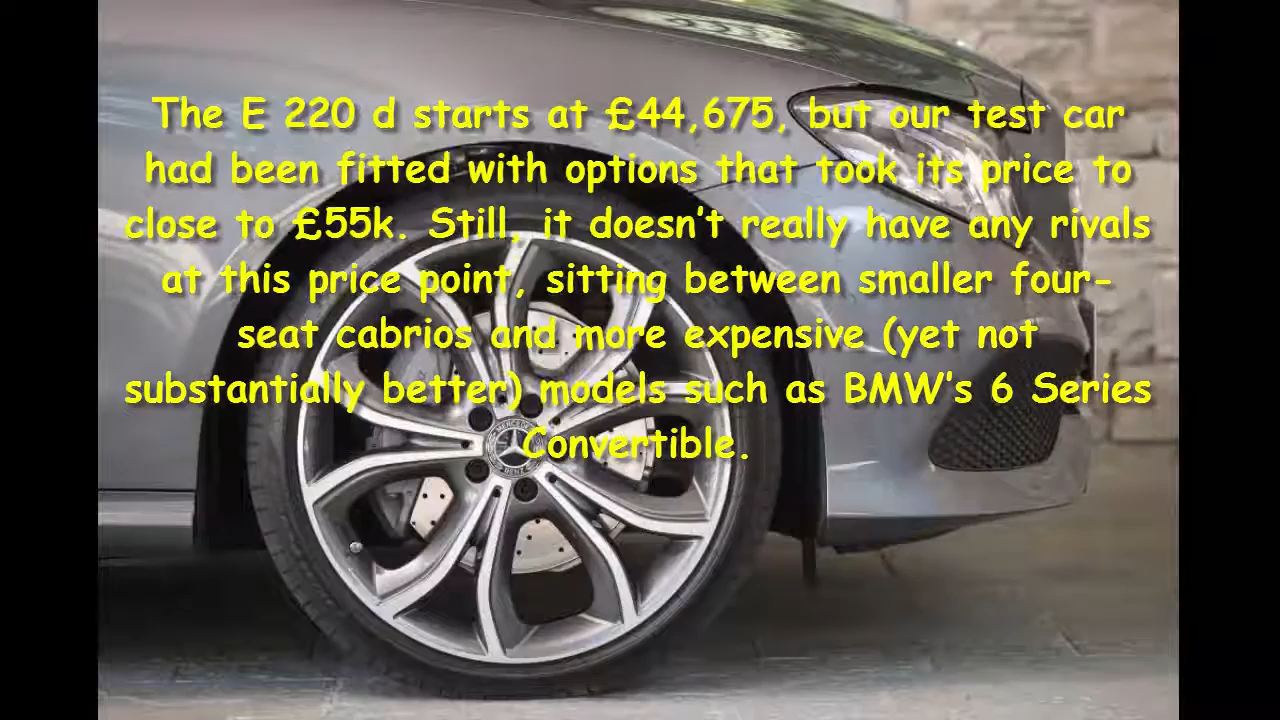 The E 220 d starts at £44,675, but our test car
had been fitted with options that took its price to
close to £55k. Still, it doesn’t really have any rivals
at this price point, sitting between smaller four-
seat cabrios and more expensive (yet not
substantially better) models such as BMW’s 6 Series
Convertible.